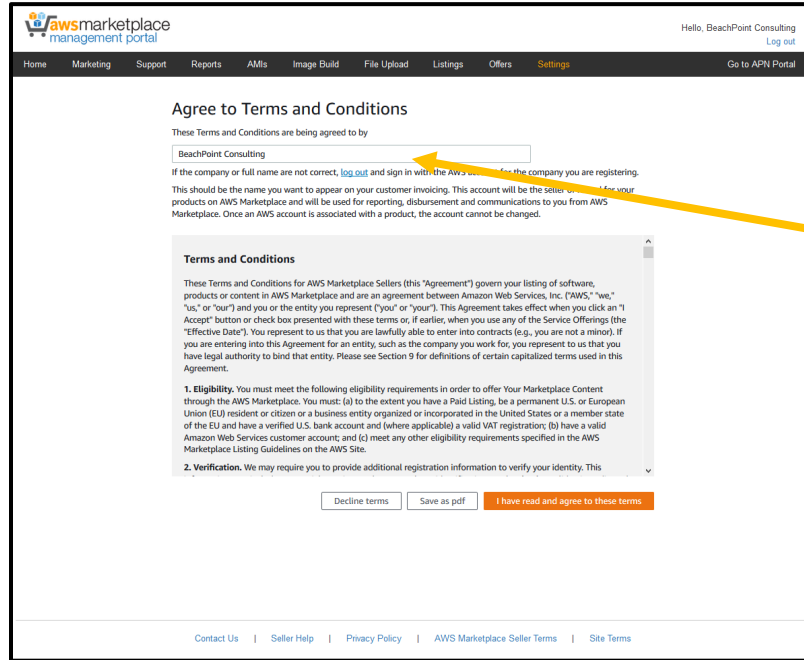 awsmarketplace
management portal
Hello, BeachPoint Consulting
Log out
Home Marketing Support Reports AMIs Image Build File Upload Listings Offers Settings Go to APN Portal
Agree to Terms and Conditions
These Terms and Conditions are being agreed to by
BeachPoint Consulting
If the company or full name are not correct, log out and sign in with the AWS for the company you are registering.
This should be the name you want to appear on your customer invoicing. This account will be the seller of for your
products on AWS Marketplace and will be used for reporting, disbursement and communications to you from AWS
Marketplace. Once an AWS account is associated with a product, the account cannot be changed.
Terms and Conditions
These Terms and Conditions for AWS Marketplace Sellers (this "Agreement") govern your listing of software,
products or content in AWS Marketplace and are an agreement between Amazon Web Services, Inc. ("AWS," "we,"
"us," or "our") and you or the entity you represent ("you" or "your"). This Agreement takes effect when you click an "I
Accept" button or check box presented with these terms or, if earlier, when you use any of the Service Offerings (the
"Effective Date"). You represent to us that you are lawfully able to enter into contracts (e.g., you are not a minor). If
you are entering into this Agreement for an entity, such as the company you work for, you represent to us that you
have legal authority to bind that entity. Please see Section 9 for definitions of certain capitalized terms used in this
Agreement.
1. Eligibility. You must meet the following eligibility requirements in order to offer Your Marketplace Content
through the AWS Marketplace. You must: (a) to the extent you have a Paid Listing, be a permanent U.S. or European
Union (EU) resident or citizen or a business entity organized or incorporated in the United States or a member state
of the EU and have a verified U.S. bank account and (where applicable) a valid VAT registration; (b) have a valid
Amazon Web Services customer account; and (c) meet any other eligibility requirements specified in the AWS
Marketplace Listing Guidelines on the AWS Site.
2. Verification. We may require you to provide additional registration information to verify your identity. This
Decline terms Save as pdf I have read and agree to these terms
Contact Us | Seller Help | Privacy Policy | AWS Marketplace Seller Terms | Site Terms